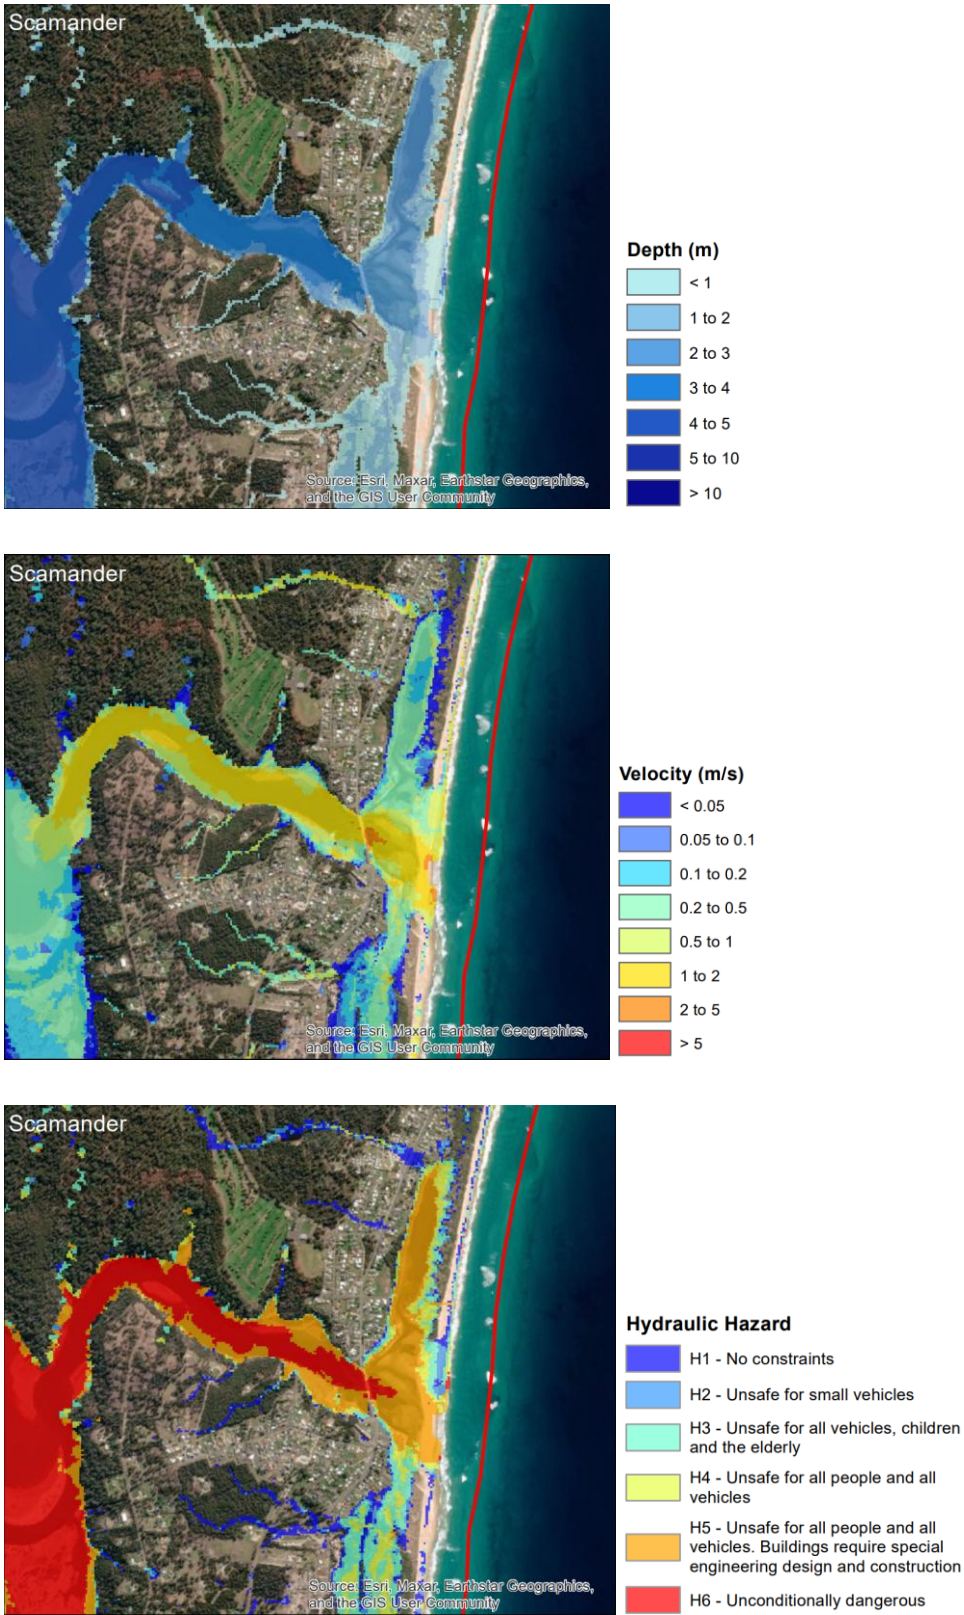 Scamander
Depth (m)
< 1
1 to 2
2 to 3
3 to 4
4 to 5
5 to 10
> 10
Source: Esri, Maxar, Earthstar Geographics,
and the GIS User Community
Scamander
Velocity (m/s)
< 0.05
0.05 to 0.1
0.1 to 0.2
0.2 to 0.5
0.5 to 1
1 to 2
2 to 5
> 5
Source: Esri, Maxar, Earthstar Geographics,
and the GIS User Community
Scamander
Hydraulic Hazard
H1 - No constraints
H2 - Unsafe for small vehicles
H3 - Unsafe for all vehicles, children
and the elderly
H4 - Unsafe for all people and all
vehicles
H5 - Unsafe for all people and all
vehicles. Buildings require special
engineering design and construction
H6 - Unconditionally dangerous
Source: Esri, Maxar, Earthstar Geographics,
and the GIS User Community